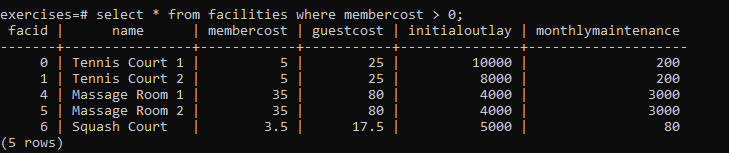 exercises=# select * from facilities where membercost > 0;
 facid |      name      | membercost | guestcost | initialoutlay | monthlymaintenance
-------+----------------+------------+-----------+---------------+--------------------
     0 | Tennis Court 1 |          5 |        25 |         10000 |                200
     1 | Tennis Court 2 |          5 |        25 |          8000 |                200
     4 | Massage Room 1 |         35 |        80 |          4000 |               3000
     5 | Massage Room 2 |         35 |        80 |          4000 |               3000
     6 | Squash Court   |        3.5 |      17.5 |          5000 |                 80
(5 rows)